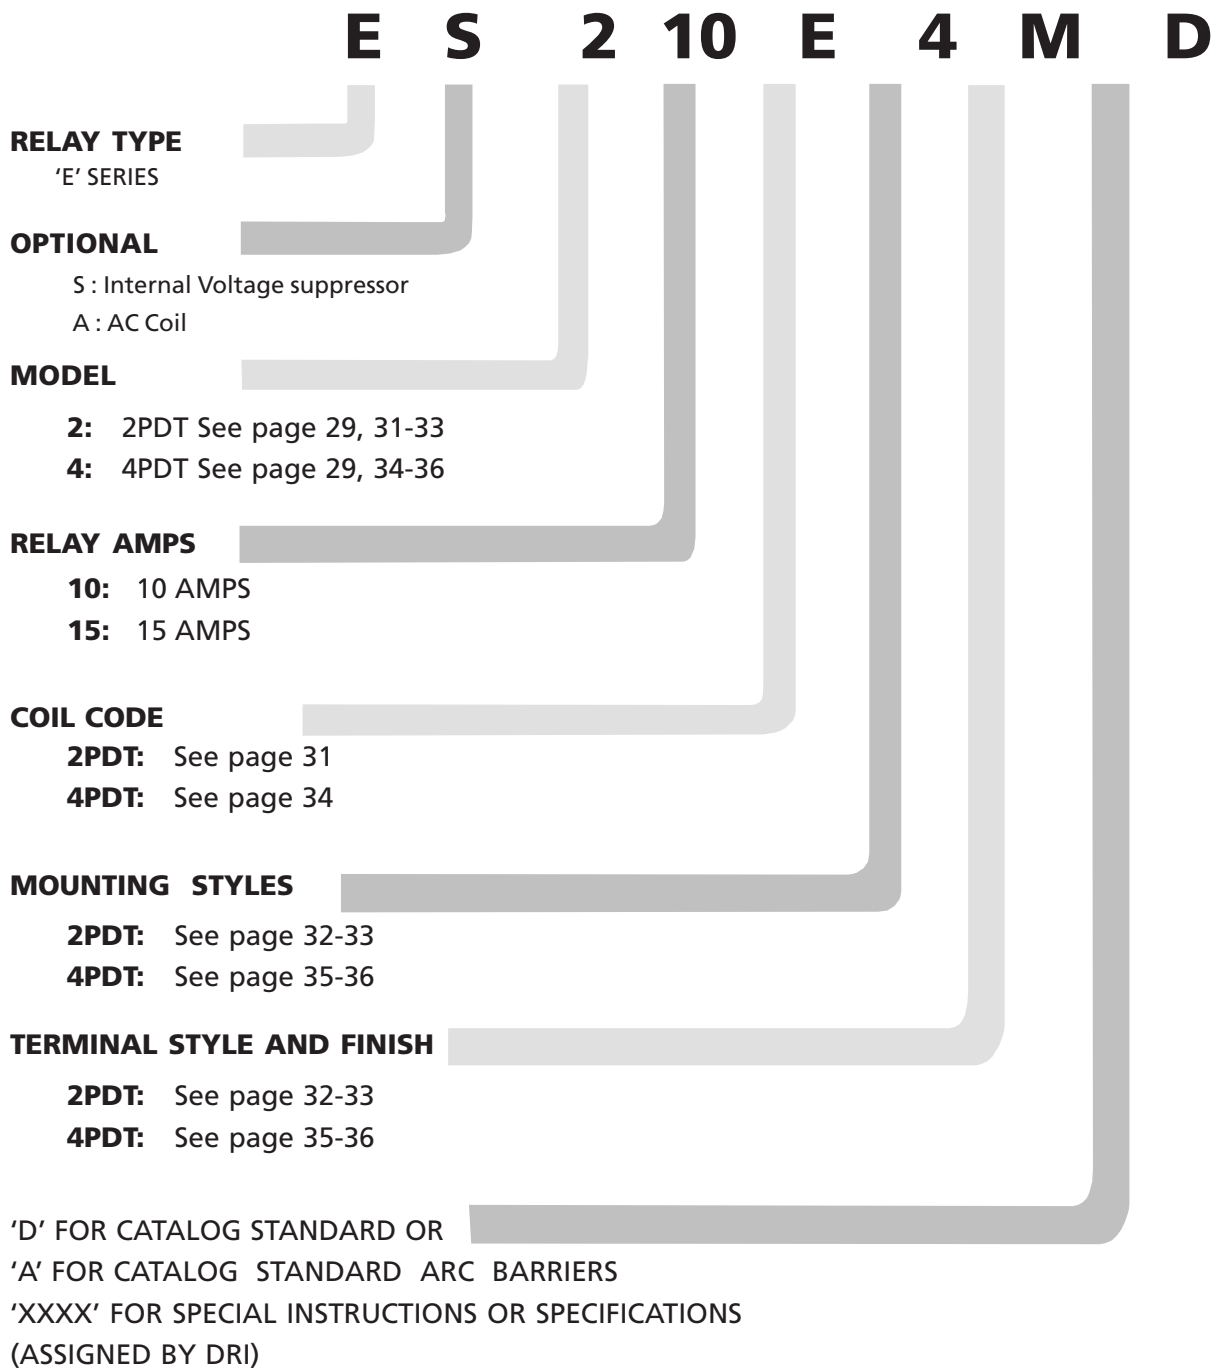 E S 2 10 E 4 M D
RELAY TYPE
‘E’ SERIES
OPTIONAL
S : Internal Voltage suppressor
A : AC Coil
MODEL
2: 2PDT See page 29, 31-33
4: 4PDT See page 29, 34-36
RELAY AMPS
10: 10 AMPS
15: 15 AMPS
COIL CODE
2PDT: See page 31
4PDT: See page 34
MOUNTING STYLES
2PDT: See page 32-33
4PDT: See page 35-36
TERMINAL STYLE AND FINISH
2PDT: See page 32-33
4PDT: See page 35-36
‘D’ FOR CATALOG STANDARD OR
‘A’ FOR CATALOG STANDARD ARC BARRIERS
‘XXXX’ FOR SPECIAL INSTRUCTIONS OR SPECIFICATIONS
(ASSIGNED BY DRI)